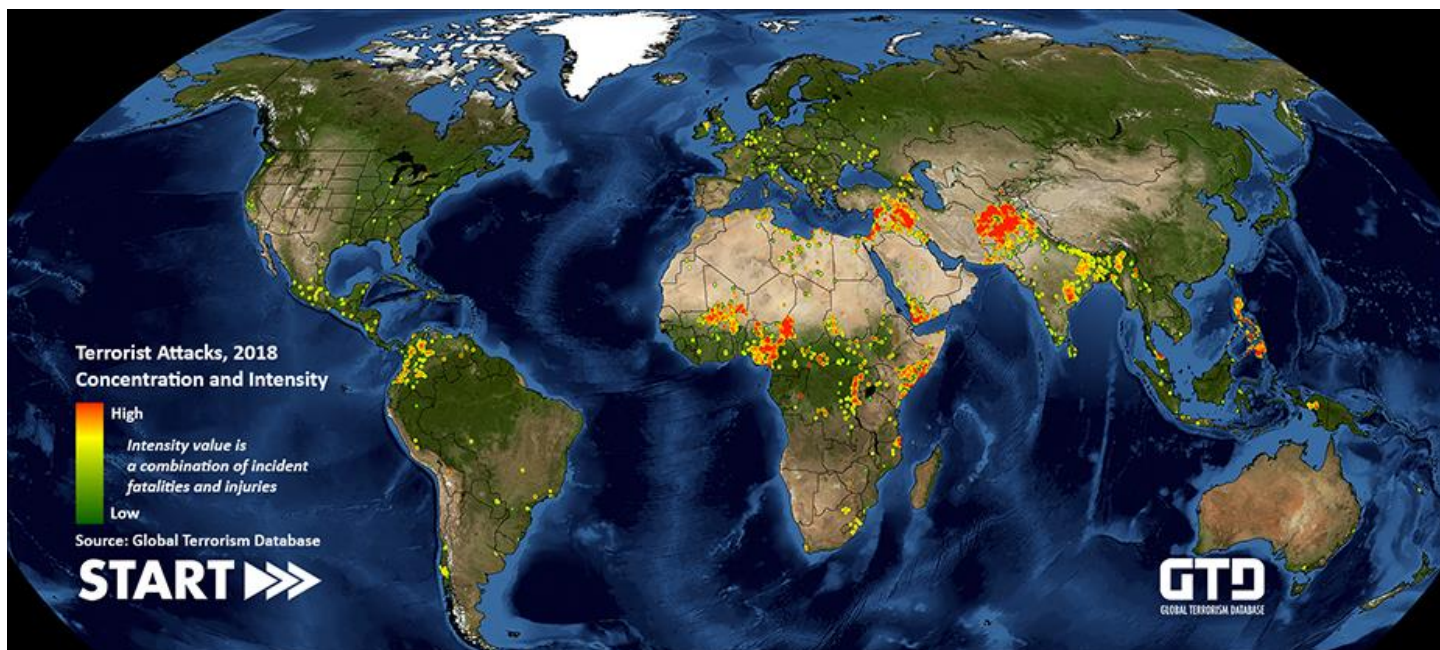 Terrorist Attacks, 2018
Concentration and Intensity
High
Intensity value is
a combination of incident
fatalities and injuries
Low
Source: Global Terrorism Database
START
GTD
GLOBAL TERRORISM DATABASE